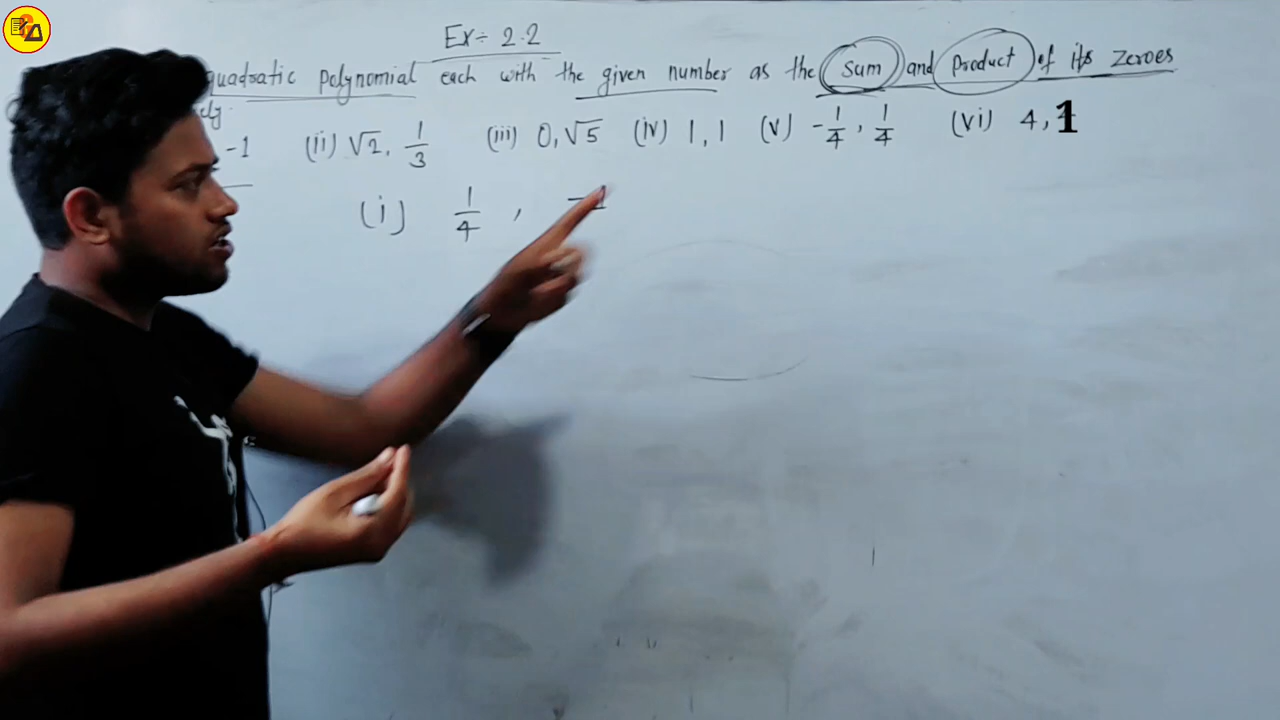 Ex÷ 2.2
quadratic polynomial each with the given number as the sum and product of its zeroes
ely.
-1 (ii) √2, 1/3 (iii) 0, √5 (iv) 1, 1 (v) -1/4, 1/4 (vi) 4, 1
(i) 1/4 , -1